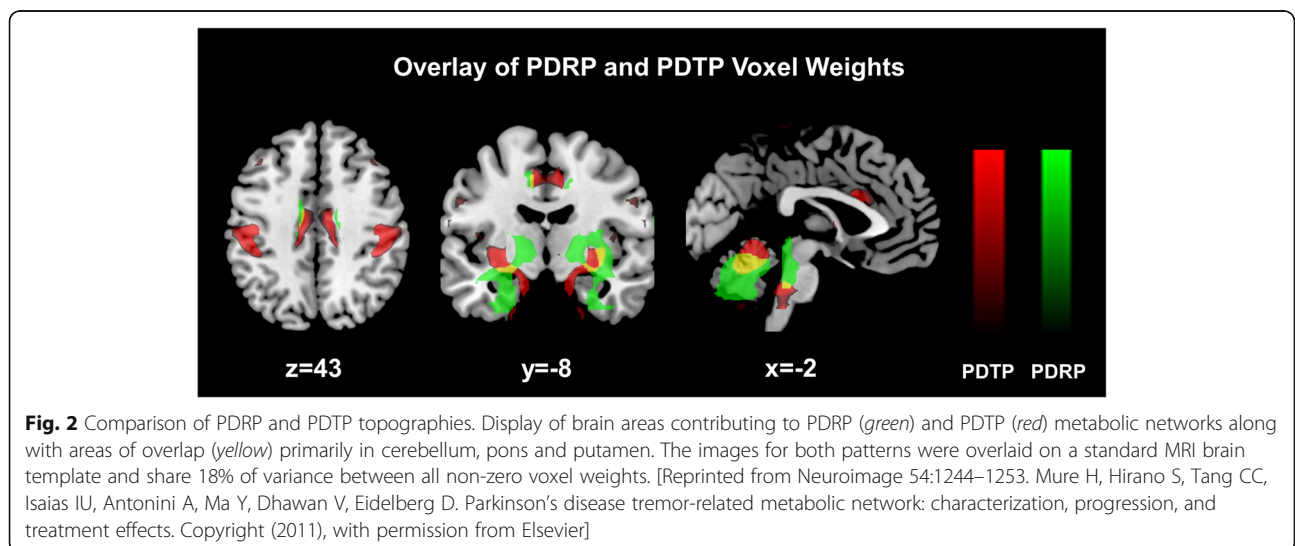 Overlay of PDRP and PDTP Voxel Weights
z=43
y=-8
x=-2
PDTP
PDRP
Fig. 2 Comparison of PDRP and PDTP topographies. Display of brain areas contributing to PDRP (green) and PDTP (red) metabolic networks along
with areas of overlap (yellow) primarily in cerebellum, pons and putamen. The images for both patterns were overlaid on a standard MRI brain
template and share 18% of variance between all non-zero voxel weights. [Reprinted from Neuroimage 54:1244–1253. Mure H, Hirano S, Tang CC,
Isaias IU, Antonini A, Ma Y, Dhawan V, Eidelberg D. Parkinson’s disease tremor-related metabolic network: characterization, progression, and
treatment effects. Copyright (2011), with permission from Elsevier]